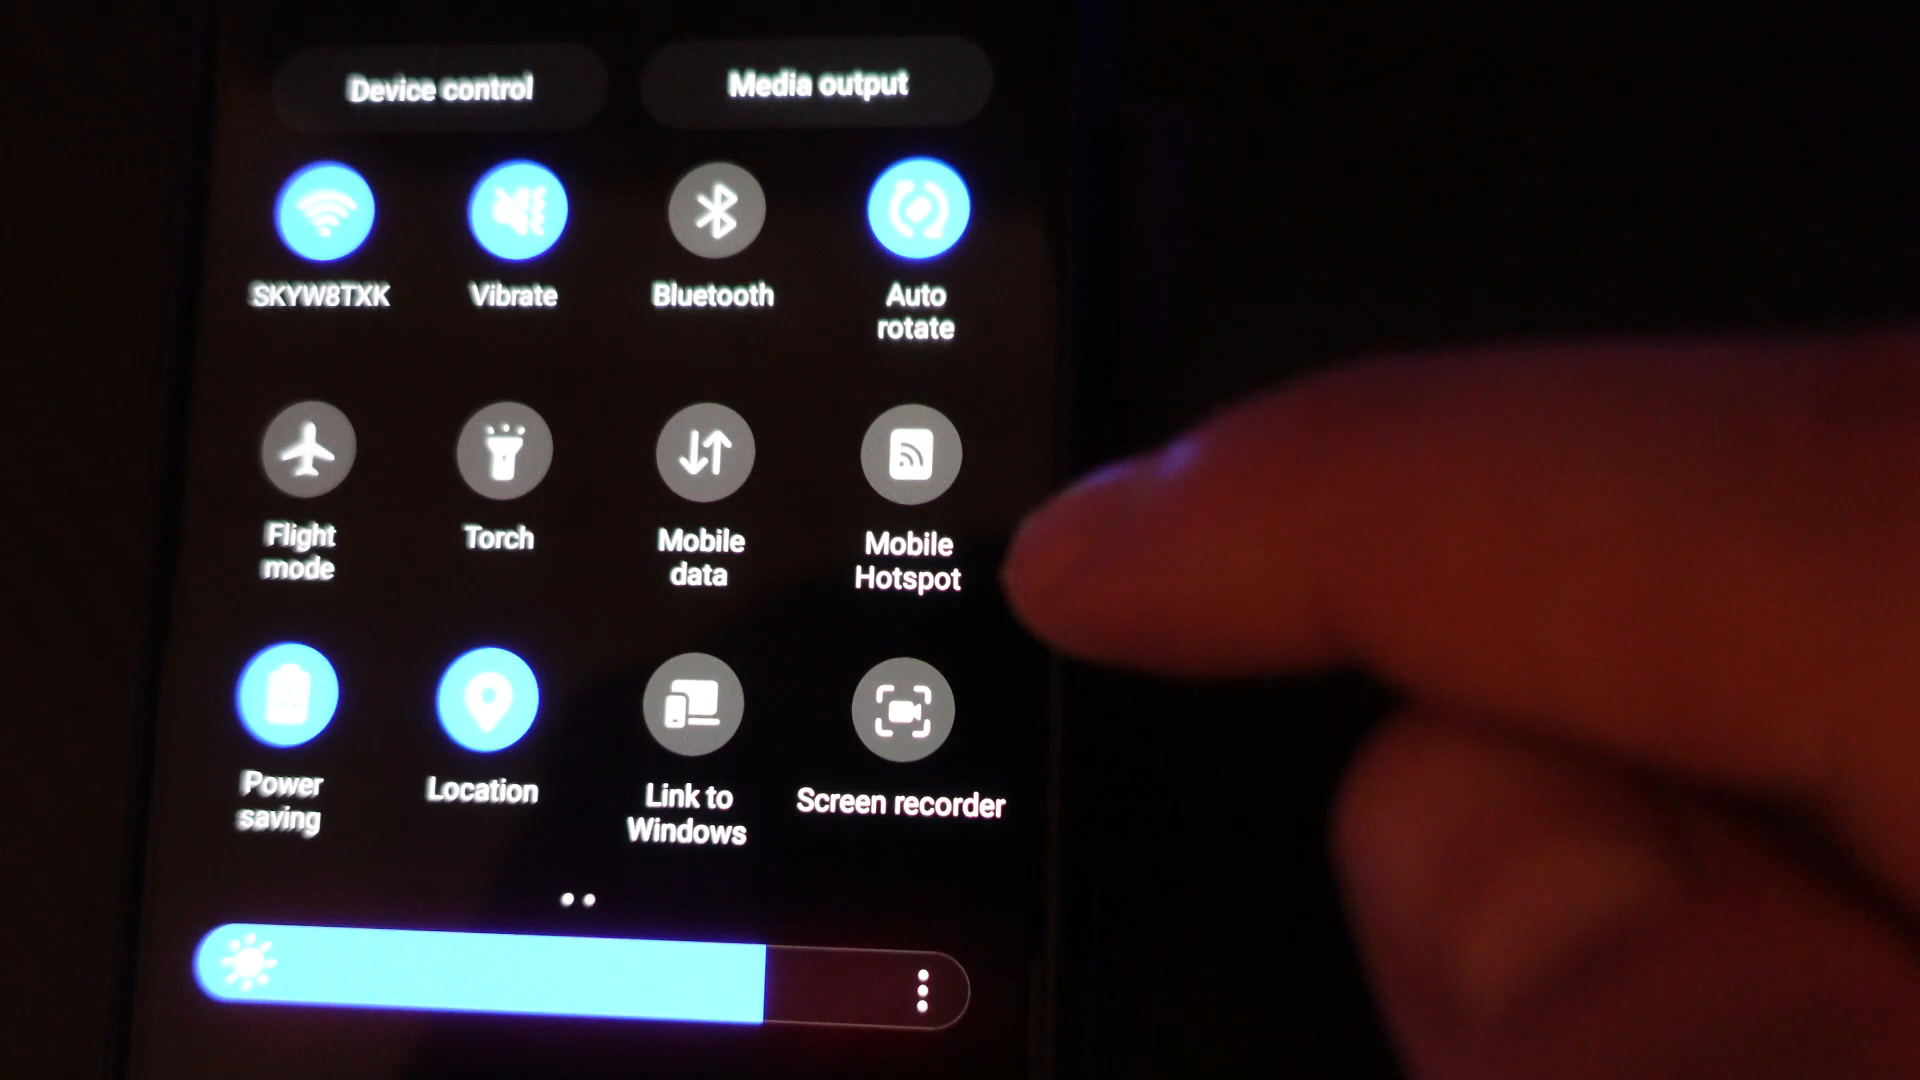 Device control
Media output
SKYW8TXK
Vibrate
Bluetooth
Auto
rotate
Flight
mode
Torch
Mobile
data
Mobile
Hotspot
Power
saving
Location
Link to
Windows
Screen recorder